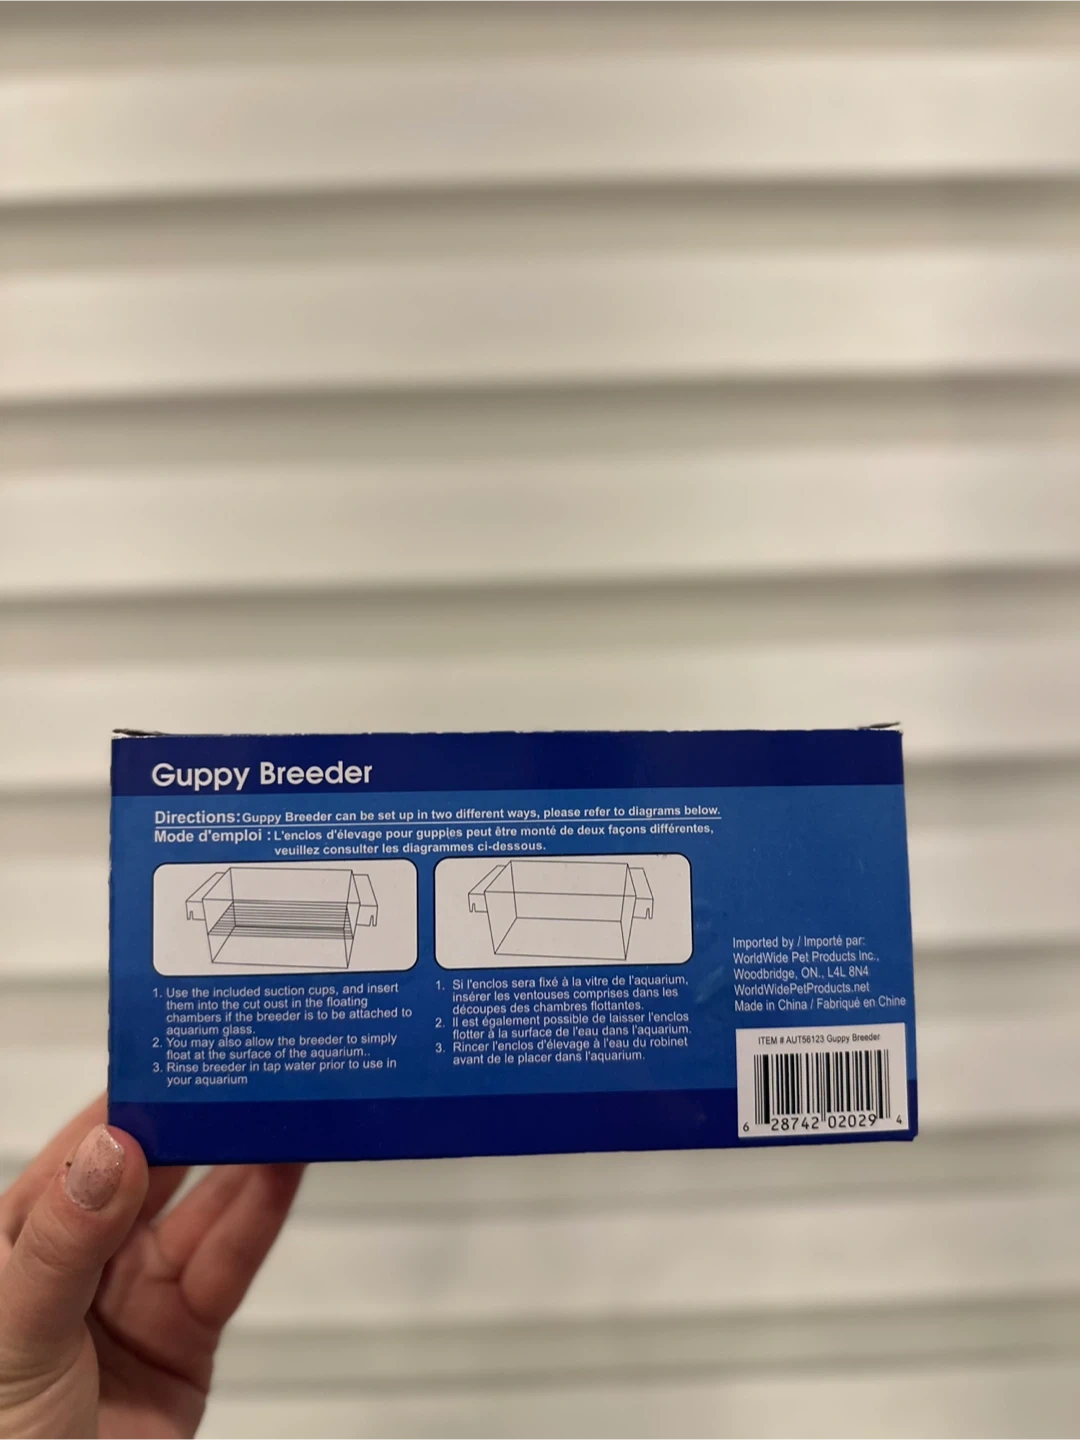 Guppy Breeder
Directions: Guppy Breeder can be set up in two different ways, please refer to diagrams below.
Mode d'emploi : L'enclos d'élevage pour guppies peut être monté de deux façons différentes,
veuillez consulter les diagrammes ci-dessous.
1. Use the included suction cups, and insert
them into the cut oust in the floating
chambers if the breeder is to be attached to
aquarium glass.
2. You may also allow the breeder to simply
float at the surface of the aquarium..
3. Rinse breeder in tap water prior to use in
your aquarium
1. Si l'enclos sera fixé à la vitre de l'aquarium,
insérer les ventouses comprises dans les
découpes des chambres flottantes.
2. Il est également possible de laisser l'enclos
flotter à la surface de l'eau dans l'aquarium.
3. Rincer l'enclos d'élevage à l'eau du robinet
avant de le placer dans l'aquarium.
Imported by / Importé par:
WorldWide Pet Products Inc.,
Woodbridge, ON., L4L 8N4
WorldWidePetProducts.net
Made in China / Fabriqué en Chine
ITEM # AUT56123 Guppy Breeder
6 28742 02029 4